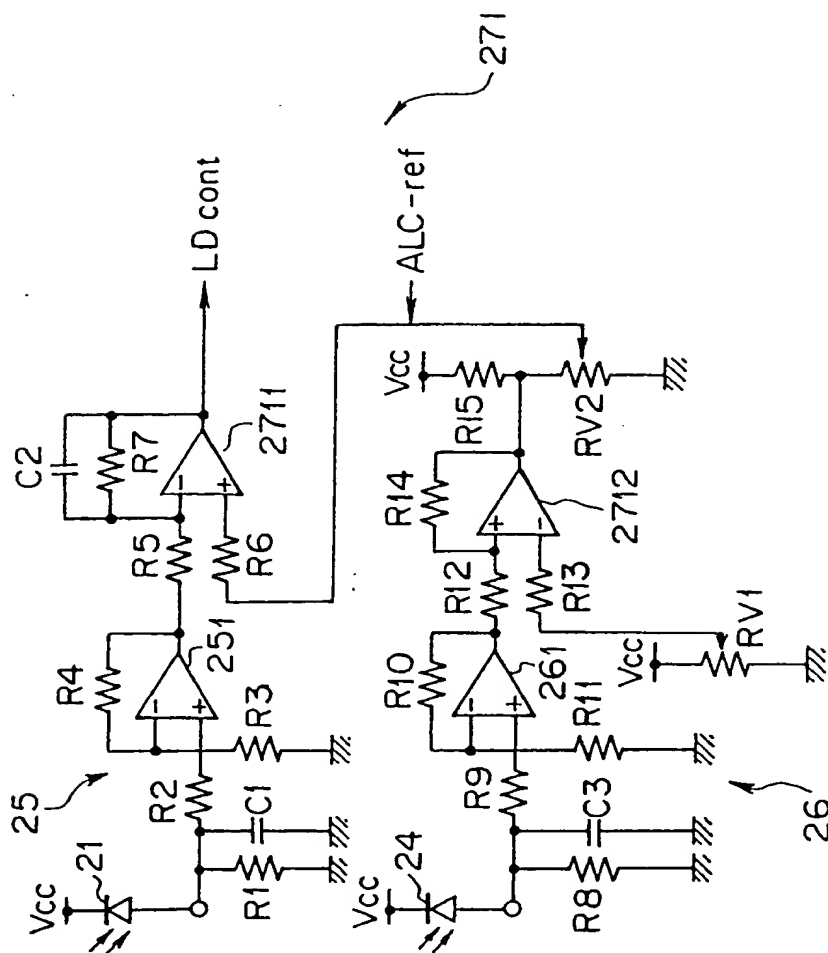 271
LD cont
C2
R7
2711
R5
R6
ALC-ref
R4
251
R3
25
R2
C1
21
Vcc
R1
Vcc
R15
RV2
R14
2712
R12
R13
RV1
Vcc
R10
261
R11
R9
C3
26
24
Vcc
R8
- +
- +
- +
+ -